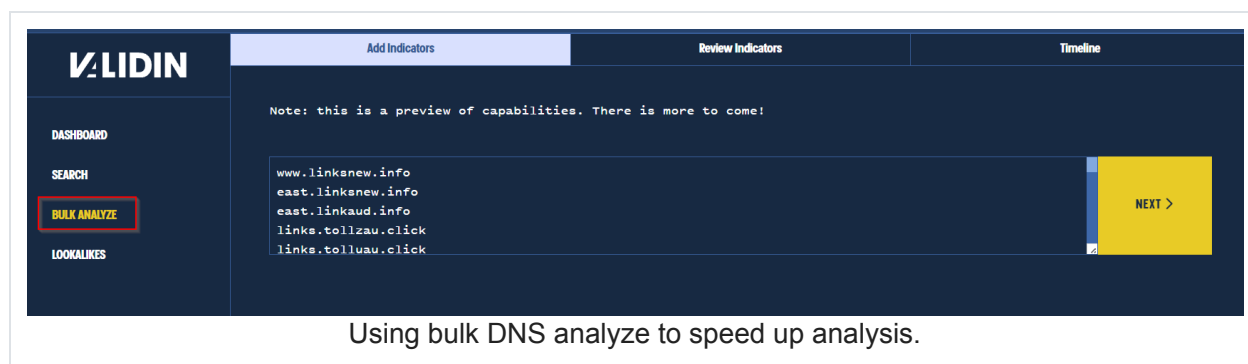 VALIDIN
Add Indicators
Review Indicators
Timeline
Note: this is a preview of capabilities. There is more to come!
DASHBOARD
SEARCH
BULK ANALYZE
LOOKALIKES
www.linksnew.info
east.linksnew.info
east.linkaud.info
links.tollzau.click
links.tolluau.click
NEXT >
Using bulk DNS analyze to speed up analysis.